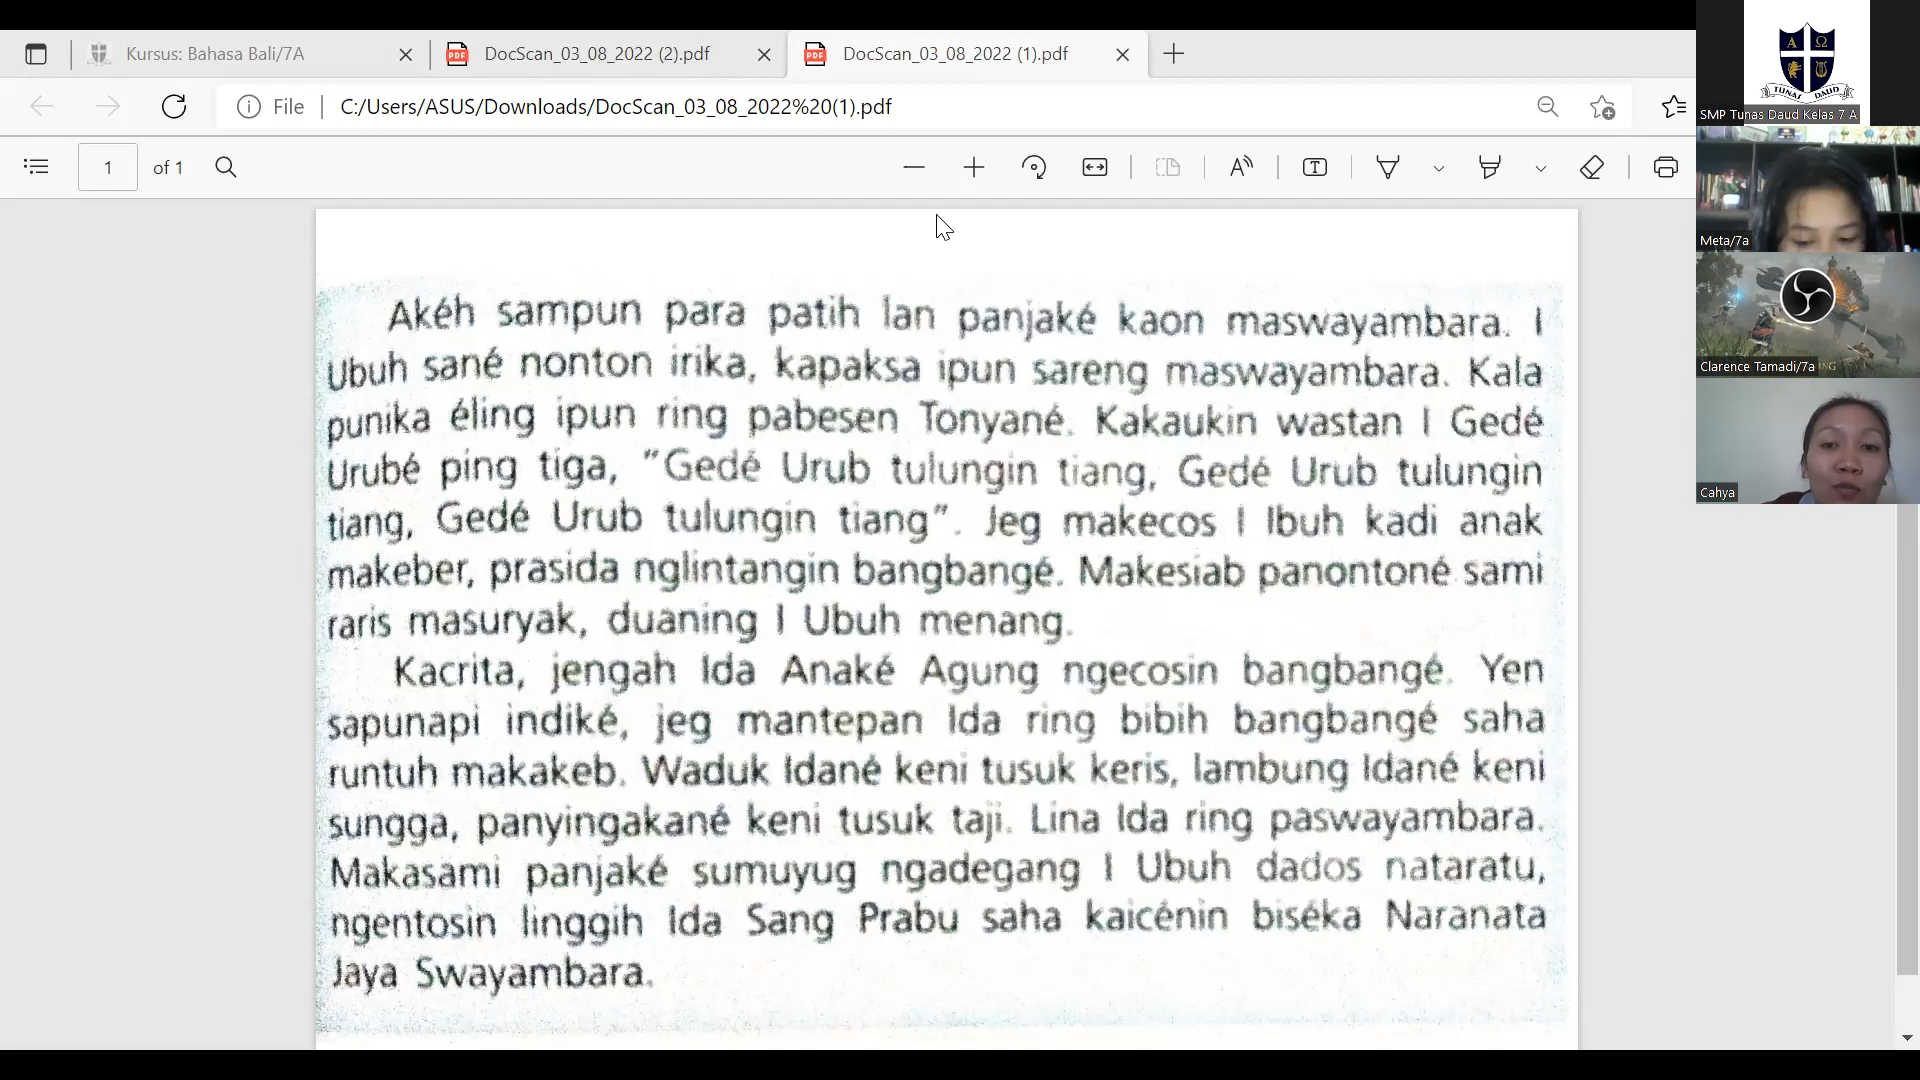 Kursus: Bahasa Bali/7A
DocScan_03_08_2022 (2).pdf
DocScan_03_08_2022 (1).pdf
File
C:/Users/ASUS/Downloads/DocScan_03_08_2022%20(1).pdf
1 of 1
Akéh sampun para patih lan panjaké kaon maswayambara. I
Ubuh sané nonton irika, kapaksa ipun sareng maswayambara. Kala
punika éling ipun ring pabesen Tonyané. Kakaukin wastan I Gedé
Urubé ping tiga, "Gedé Urub tulungin tiang, Gedé Urub tulungin
tiang, Gedé Urub tulungin tiang". Jeg makecos I Ibuh kadi anak
makeber, prasida nglintangin bangbangé. Makesiab panontoné sami
raris masuryak, duaning I Ubuh menang.
Kacrita, jengah Ida Anaké Agung ngecosin bangbangé. Yen
sapunapi indiké, jeg mantepan Ida ring bibih bangbangé saha
runtuh makakeb. Waduk Idané keni tusuk keris, lambung Idané keni
sungga, panyingakané keni tusuk taji. Lina Ida ring paswayambara.
Makasami panjaké sumuyug ngadegang I Ubuh dados nataratu,
ngentosin linggih Ida Sang Prabu saha kaicénin biséka Naranata
Jaya Swayambara.
A Ω
TUNAS DAUD
SMP Tunas Daud Kelas 7 A
Meta/7a
Clarence Tamadi/7a
Cahya